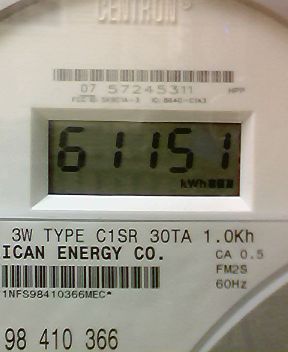 CENTRON®
07 57245311 HPP
61151
kWh
3W TYPE C1SR 30TA 1.0Kh
ICAN ENERGY CO.
CA 0.5
FM2S
60Hz
1NFS98410366MEC*
98 410 366